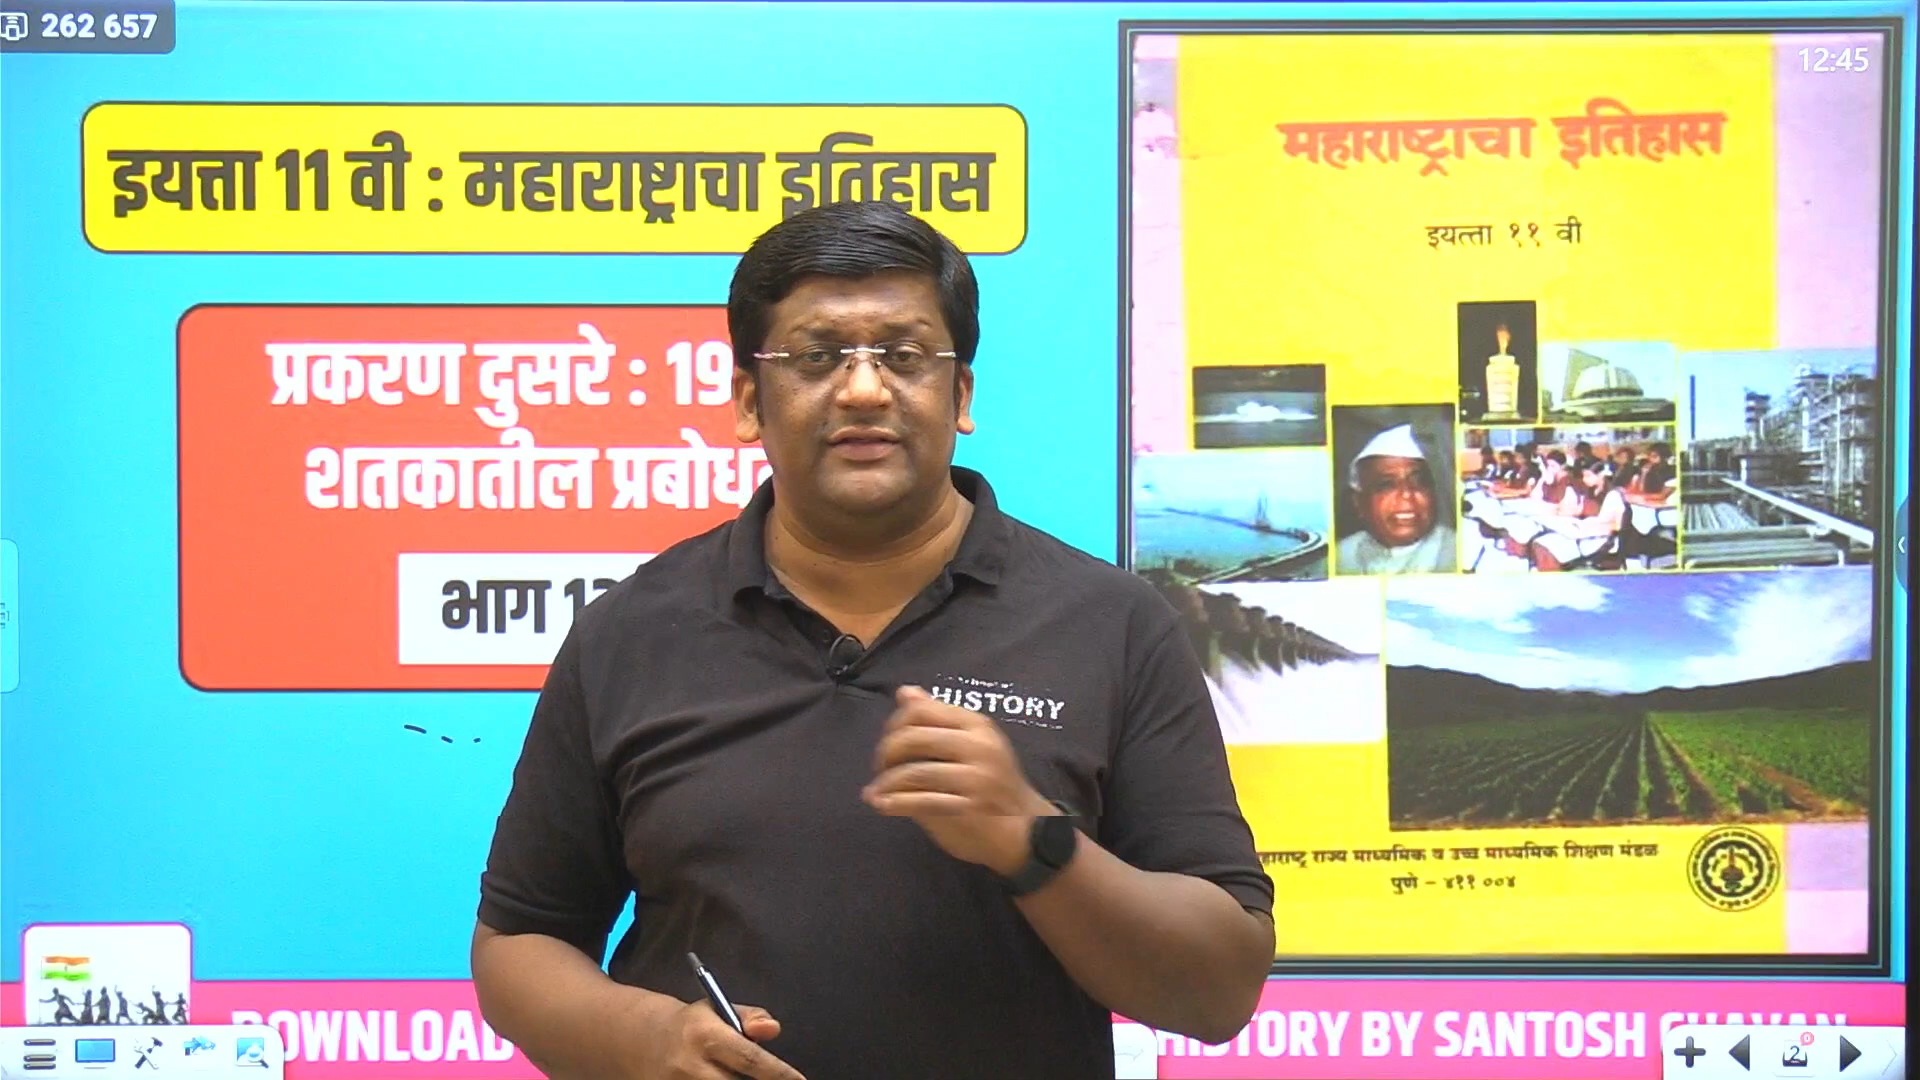 262 657
12:45
इयत्ता 11 वी : महाराष्ट्राचा इतिहास
प्रकरण दुसरे : 19
शतकातील
भाग
महाराष्ट्राचा इतिहास
इयत्ता ११ वी
राज्य माध्यमिक व उच्च माध्यमिक शिक्षण मंडळ
पुणे - ४११ ००४
HISTORY
DOWNLOAD HISTORY BY SANTOSH
2